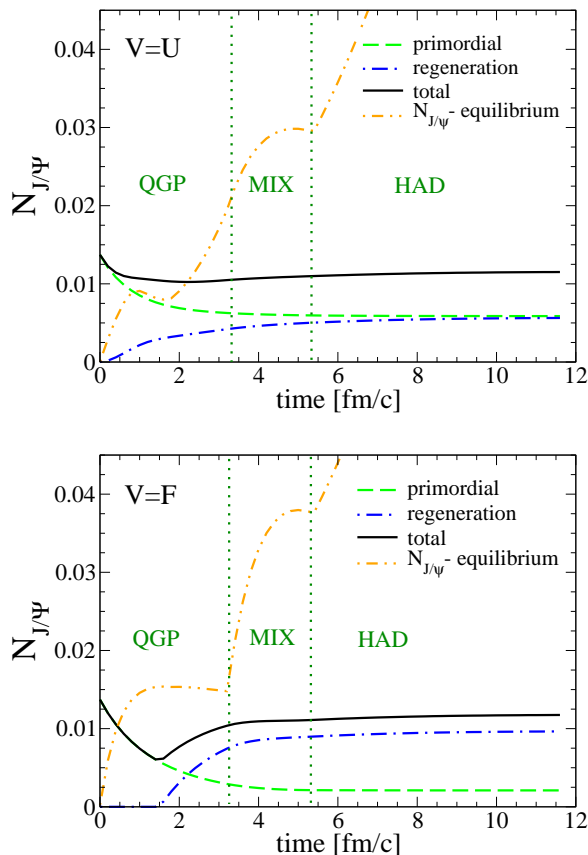 V=U
primordial
regeneration
total
N_J/ψ- equilibrium
0.04
0.03
0.02
0.01
0
N_J/Ψ
QGP
MIX
HAD
0 2 4 6 8 10 12
time [fm/c]
V=F
primordial
regeneration
total
N_J/ψ- equilibrium
0.04
0.03
0.02
0.01
0
N_J/Ψ
QGP
MIX
HAD
0 2 4 6 8 10 12
time [fm/c]